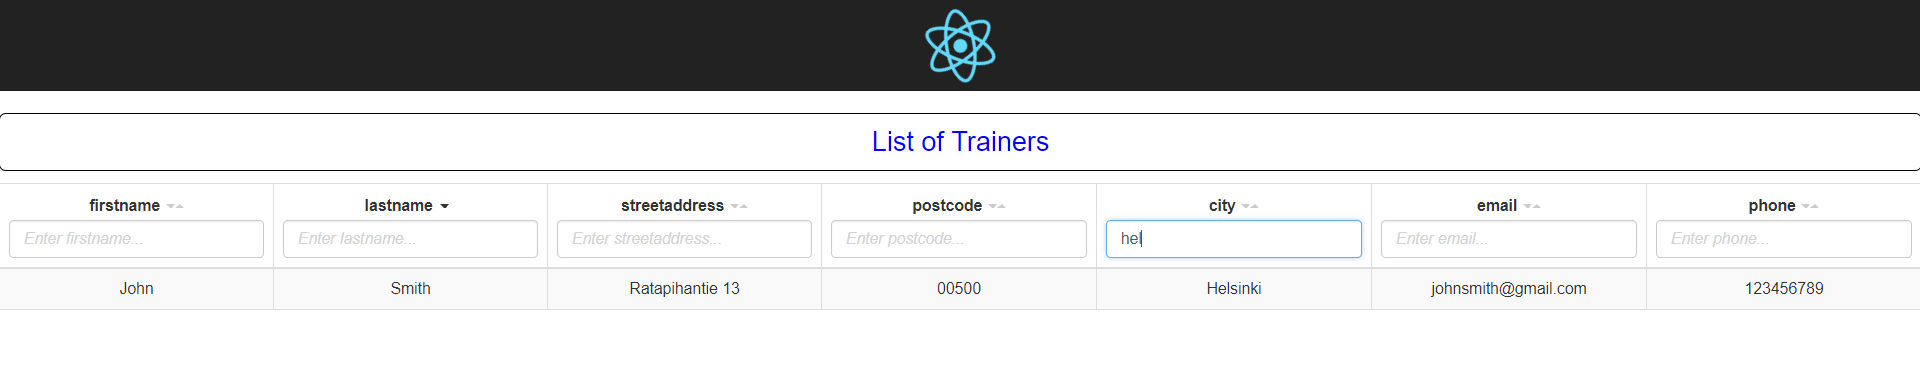 List of Trainers
firstname lastname streetaddress postcode city email phone
Enter firstname... Enter lastname... Enter streetaddress... Enter postcode... hel Enter email... Enter phone...
John Smith Ratapihantie 13 00500 Helsinki johnsmith@gmail.com 123456789